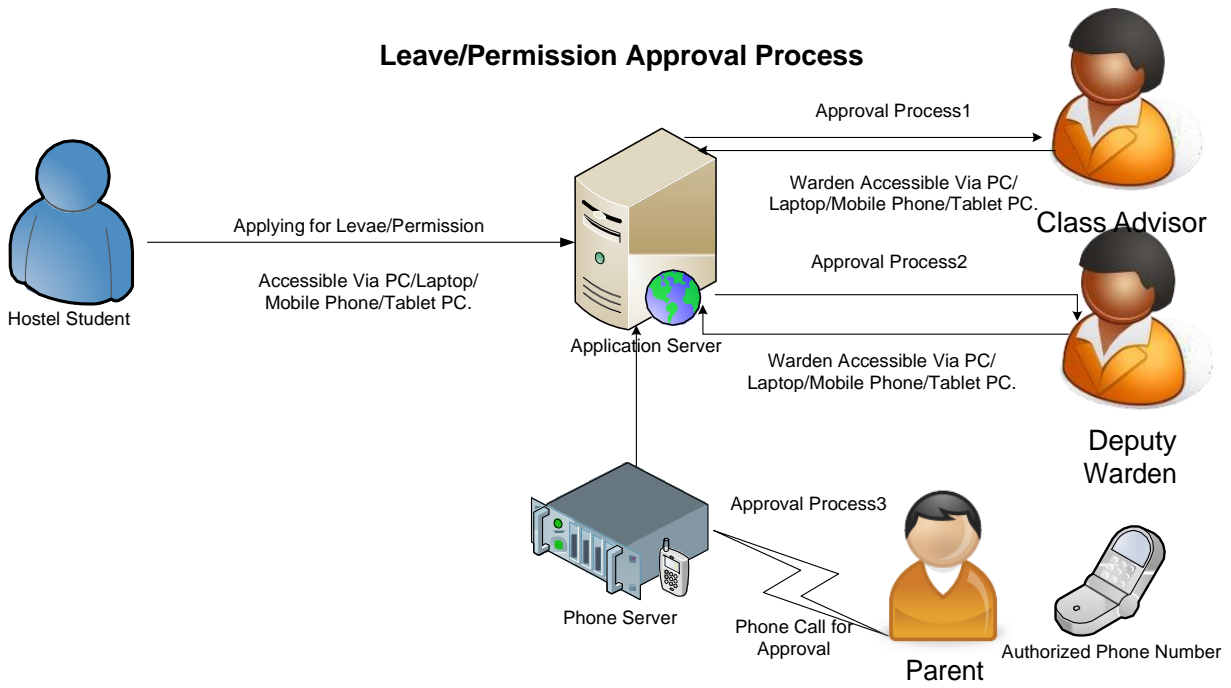 Leave/Permission Approval Process
Approval Process1
Warden Accessible Via PC/
Laptop/Mobile Phone/Tablet PC.
Class Advisor
Applying for Levae/Permission
Accessible Via PC/Laptop/
Mobile Phone/Tablet PC.
Hostel Student
Application Server
Approval Process2
Warden Accessible Via PC/
Laptop/Mobile Phone/Tablet PC.
Deputy
Warden
Approval Process3
Phone Server
Phone Call for
Approval
Parent
Authorized Phone Number